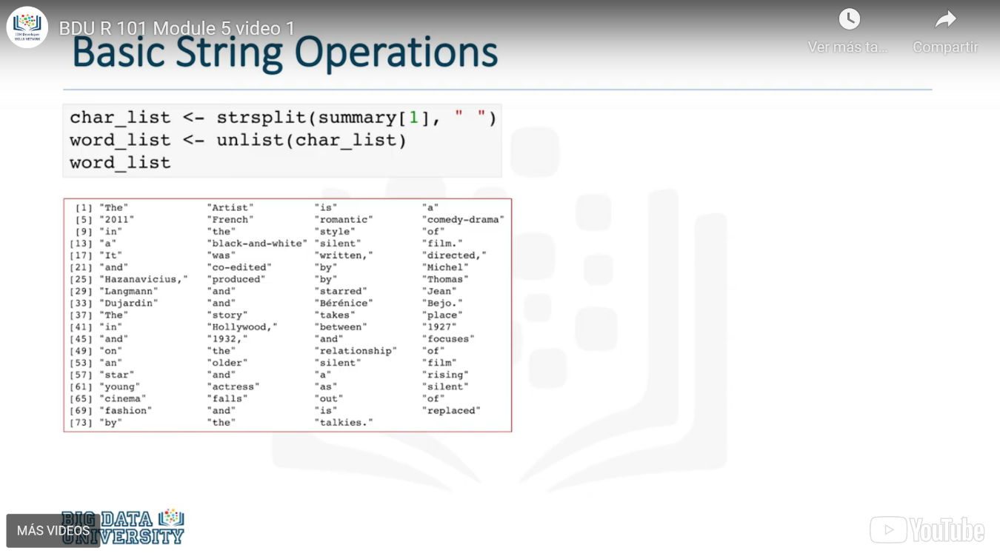 BDU R 101 Module 5 video 1
Ver más ta...
Compartir
IBM Developer
SKILLS NETWORK
Basic String Operations
char_list <- strsplit(summary[1], " ")
word_list <- unlist(char_list)
word_list
[1] "The" "Artist" "is" "a"
[5] "2011" "French" "romantic" "comedy-drama"
[9] "in" "the" "style" "of"
[13] "a" "black-and-white" "silent" "film."
[17] "It" "was" "written," "directed,"
[21] "and" "co-edited" "by" "Michel"
[25] "Hazanavicius," "produced" "by" "Thomas"
[29] "Langmann" "and" "starred" "Jean"
[33] "Dujardin" "and" "Bérénice" "Bejo."
[37] "The" "story" "takes" "place"
[41] "in" "Hollywood," "between" "1927"
[45] "and" "1932," "and" "focuses"
[49] "on" "the" "relationship" "of"
[53] "an" "older" "silent" "film"
[57] "star" "and" "a" "rising"
[61] "young" "actress" "as" "silent"
[65] "cinema" "falls" "out" "of"
[69] "fashion" "and" "is" "replaced"
[73] "by" "the" "talkies."
BIG DATA
UNIVERSITY
MÁS VIDEOS
YouTube